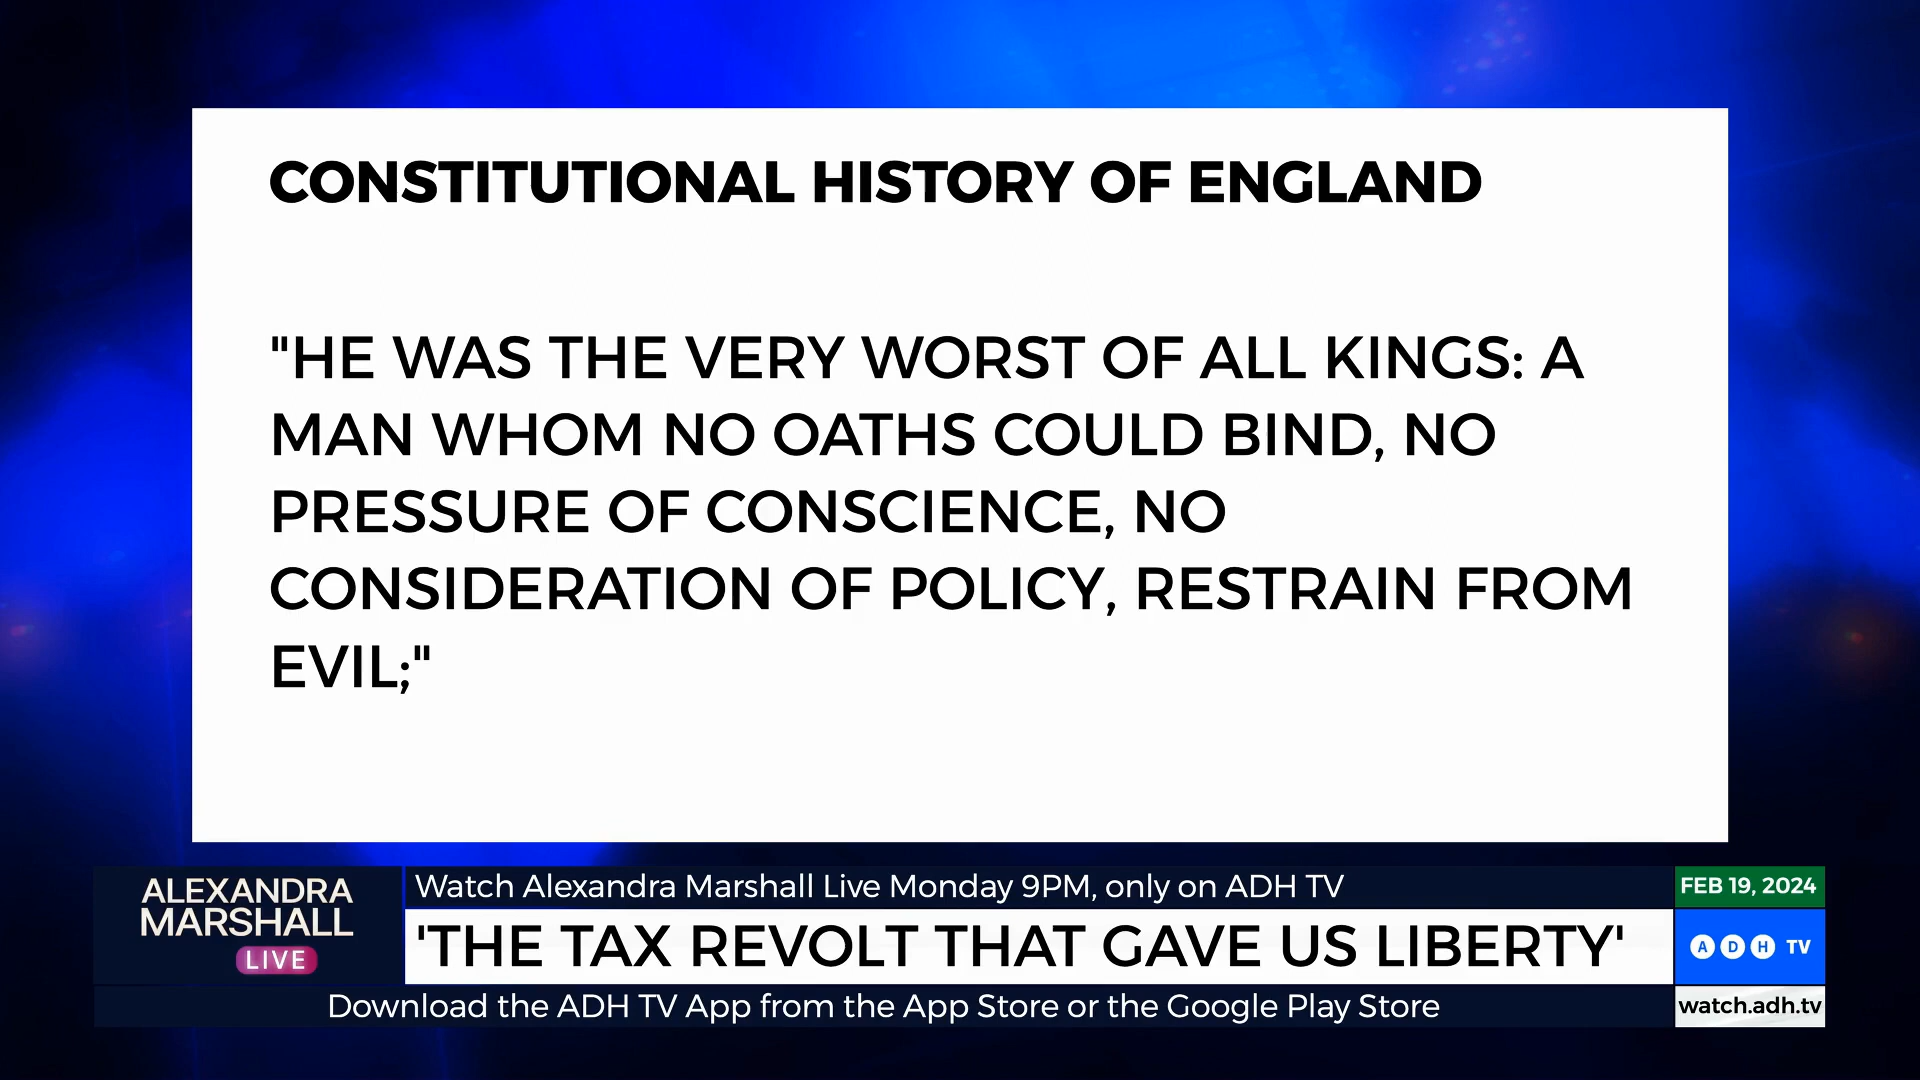 CONSTITUTIONAL HISTORY OF ENGLAND
"HE WAS THE VERY WORST OF ALL KINGS: A
MAN WHOM NO OATHS COULD BIND, NO
PRESSURE OF CONSCIENCE, NO
CONSIDERATION OF POLICY, RESTRAIN FROM
EVIL;"
ALEXANDRA
MARSHALL
LIVE
Watch Alexandra Marshall Live Monday 9PM, only on ADH TV
'THE TAX REVOLT THAT GAVE US LIBERTY'
Download the ADH TV App from the App Store or the Google Play Store
FEB 19, 2024
ADH TV
watch.adh.tv